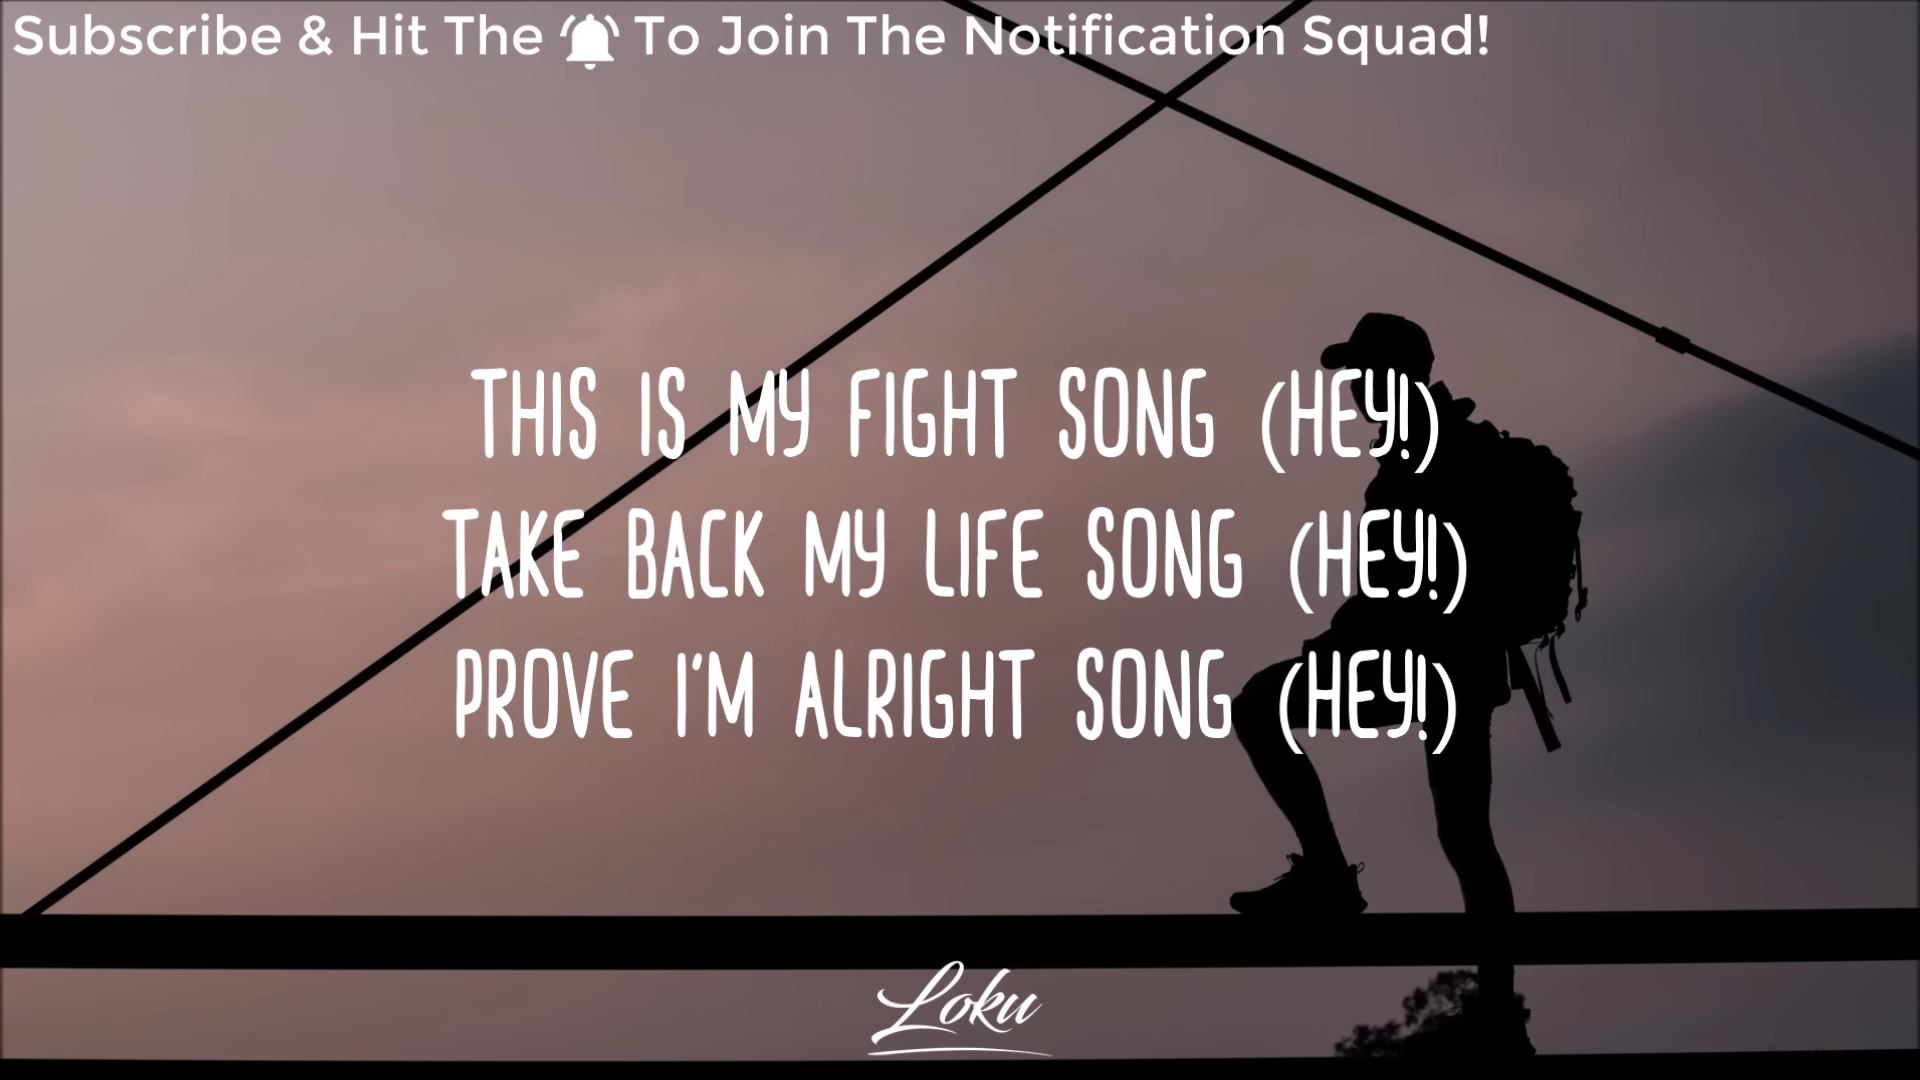 Subscribe & Hit The To Join The Notification Squad!
THIS IS MY FIGHT SONG (HEY!)
TAKE BACK MY LIFE SONG (HEY!)
PROVE I'M ALRIGHT SONG (HEY!)
Loku